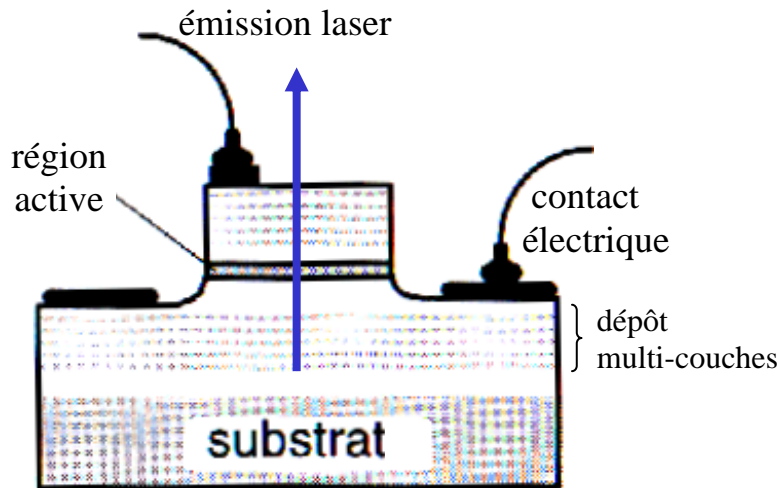 émission laser
région
active
contact
électrique
dépôt
multi-couches
substrat